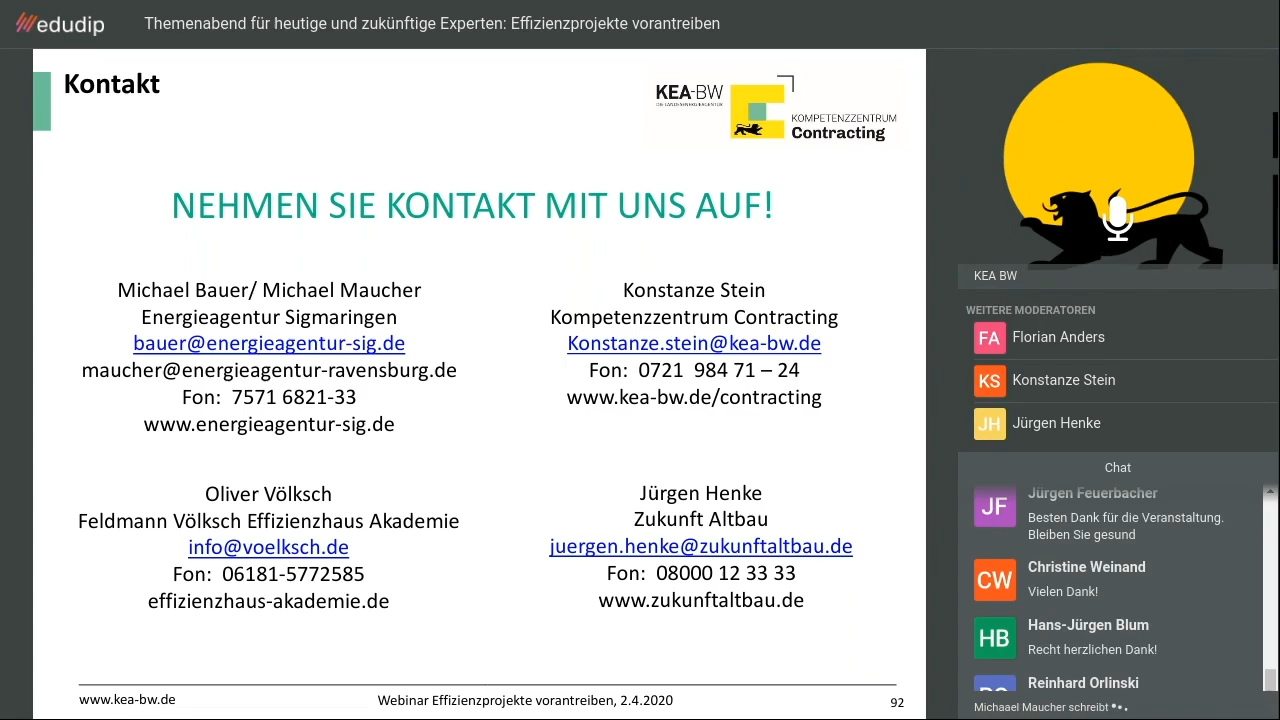 edudip
Themenabend für heutige und zukünftige Experten: Effizienzprojekte vorantreiben
Kontakt
KEA-BW
DIE LANDESENERGIEAGENTUR
KOMPETENZZENTRUM
Contracting
NEHMEN SIE KONTAKT MIT UNS AUF!
Michael Bauer/ Michael Maucher
Energieagentur Sigmaringen
bauer@energieagentur-sig.de
maucher@energieagentur-ravensburg.de
Fon: 7571 6821-33
www.energieagentur-sig.de
Konstanze Stein
Kompetenzzentrum Contracting
Konstanze.stein@kea-bw.de
Fon: 0721 984 71 – 24
www.kea-bw.de/contracting
Oliver Völksch
Feldmann Völksch Effizienzhaus Akademie
info@voelksch.de
Fon: 06181-5772585
effizienzhaus-akademie.de
Jürgen Henke
Zukunft Altbau
juergen.henke@zukunftaltbau.de
Fon: 08000 12 33 33
www.zukunftaltbau.de
www.kea-bw.de
Webinar Effizienzprojekte vorantreiben, 2.4.2020
92
KEA BW
WEITERE MODERATOREN
FA Florian Anders
KS Konstanze Stein
JH Jürgen Henke
Chat
JF Jürgen Feuerbacher
Besten Dank für die Veranstaltung.
Bleiben Sie gesund
CW Christine Weinand
Vielen Dank!
HB Hans-Jürgen Blum
Recht herzlichen Dank!
Reinhard Orlinski
Michaael Maucher schreibt